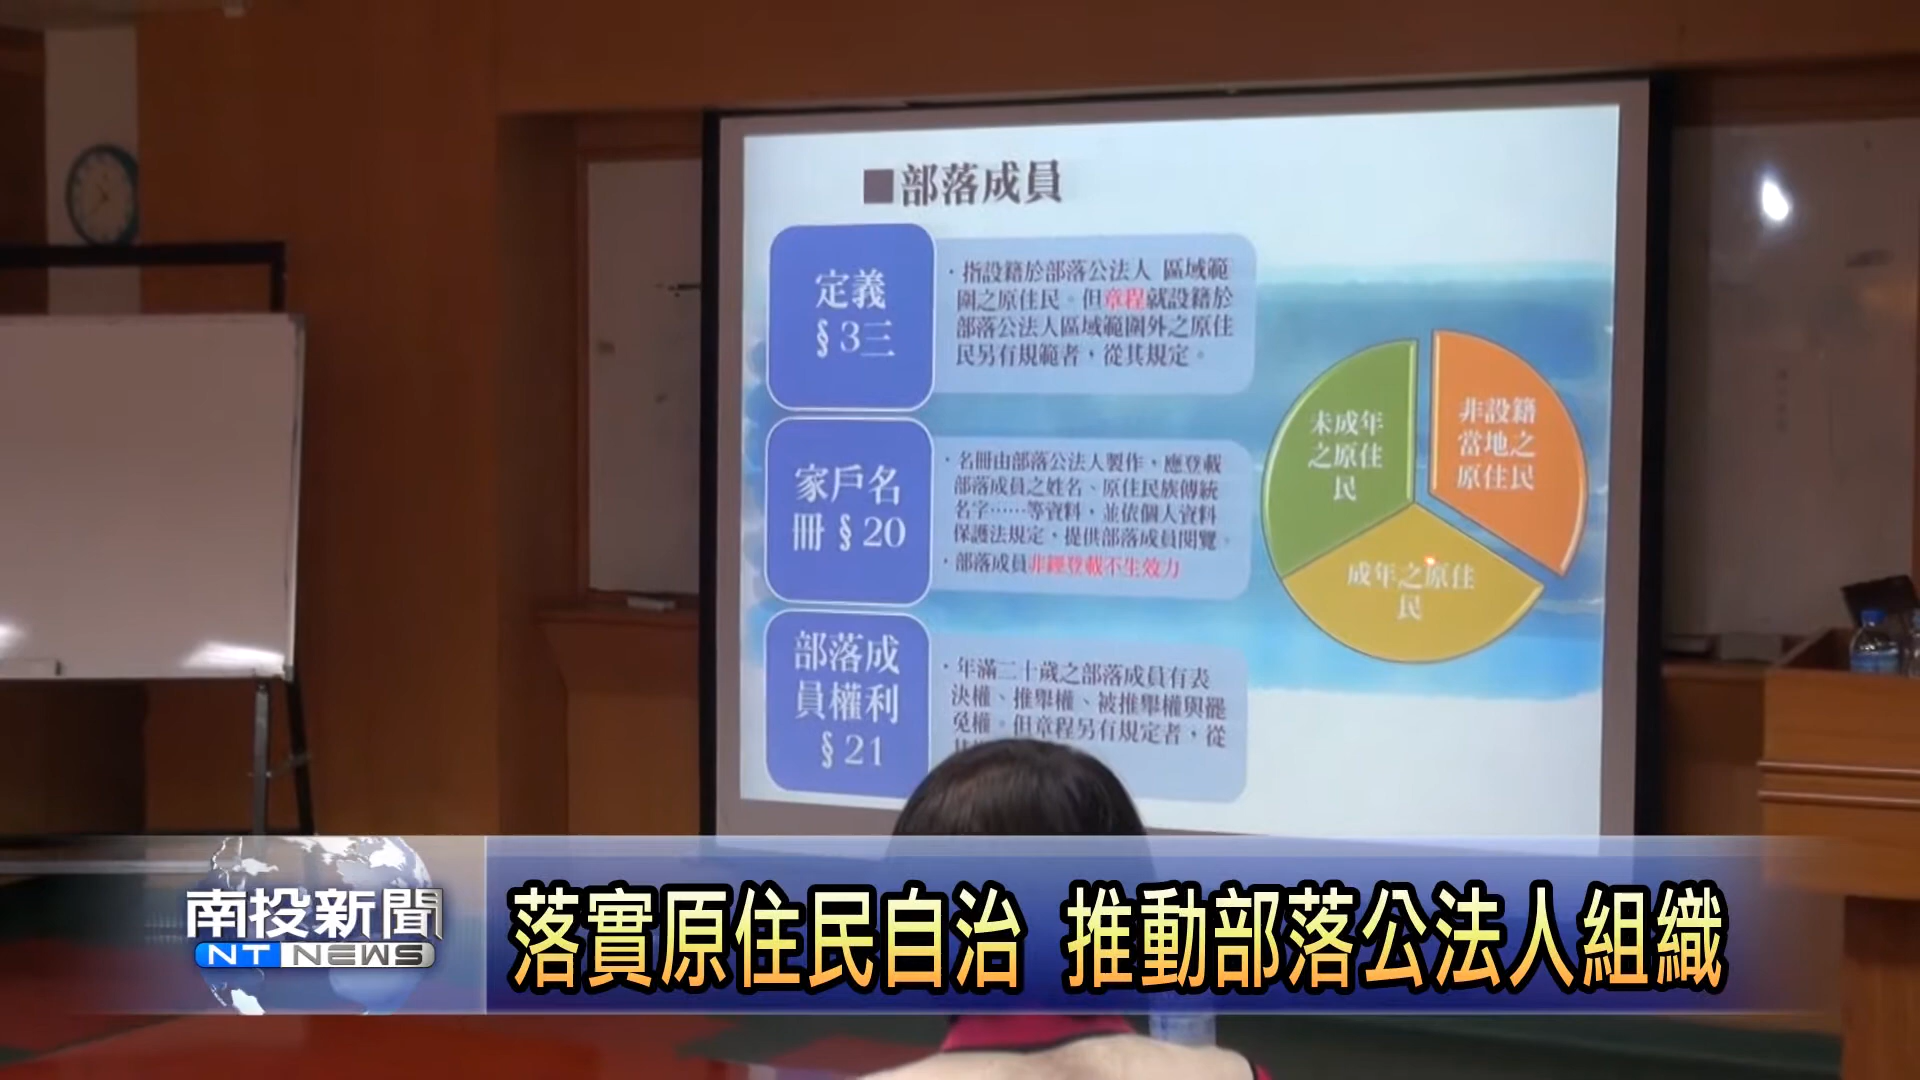 ■部落成員
定義
§3三
·指設籍於部落公法人 區域範
圍之原住民。但章程就設籍於
部落公法人區域範圍外之原住
民另有規範者，從其規定。
家戶名
冊§20
·名冊由部落公法人製作，應登載
部落成員之姓名、原住民族傳統
名字⋯⋯等資料，並依個人資料
保護法規定，提供部落成員閱覽。
·部落成員非經登載不生效力
部落成
員權利
§21
·年滿二十歲之部落成員有表
決權、推舉權、被推舉權與罷
免權。但章程另有規定者，從
未成年
之原住
民
非設籍
當地之
原住民
成年之原住
民
南投新聞
NT NEWS
落實原住民自治 推動部落公法人組織